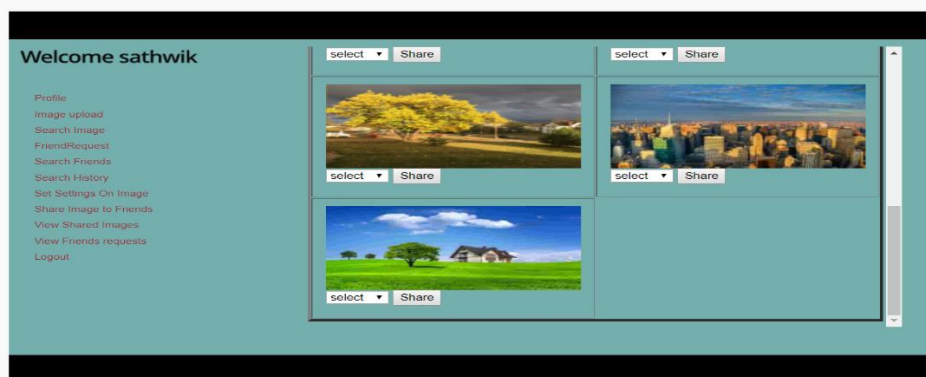 Welcome sathwik
Profile
Image upload
Search Image
FriendRequest
Search Friends
Search History
Set Settings On Image
Share Image to Friends
View Shared Images
View Friends requests
Logout
select Share select Share
select Share select Share
select Share